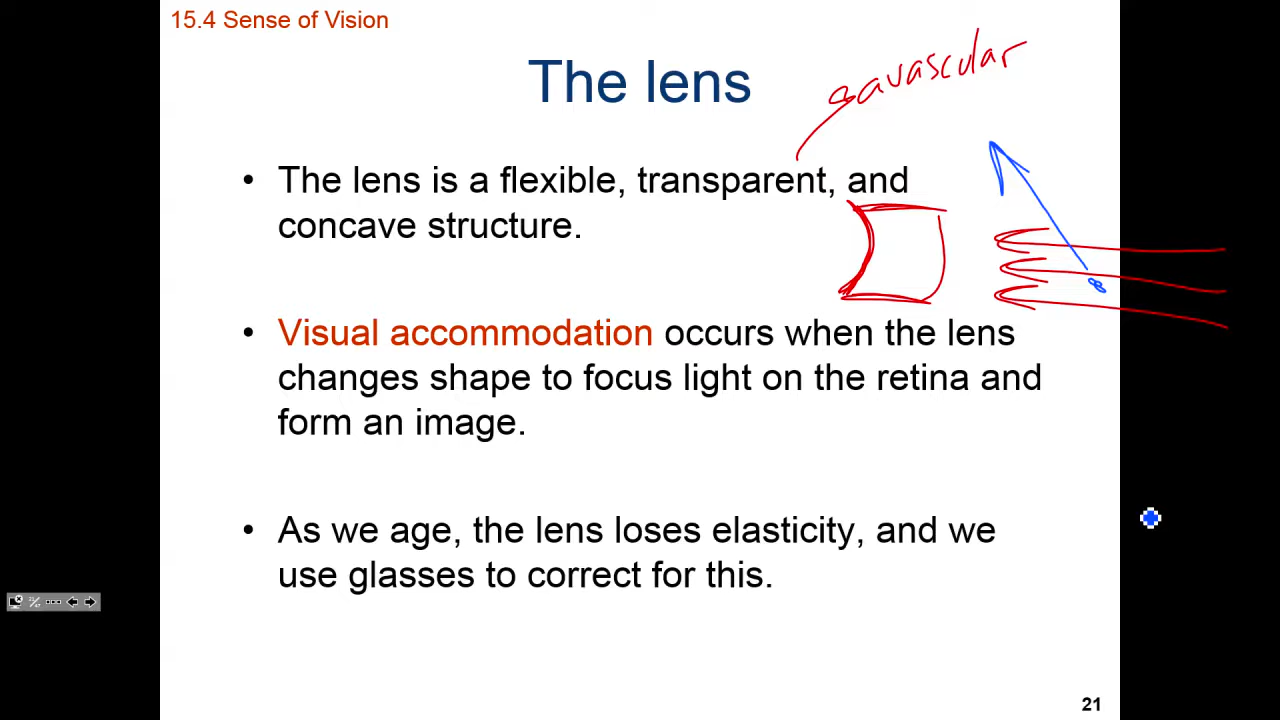 15.4 Sense of Vision
The lens
avascular
• The lens is a flexible, transparent, and
concave structure.
• Visual accommodation occurs when the lens
changes shape to focus light on the retina and
form an image.
• As we age, the lens loses elasticity, and we
use glasses to correct for this.
21